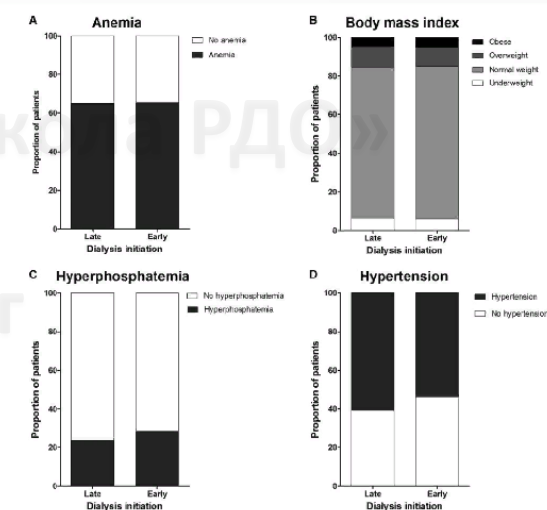 A Anemia
No anemia
Anemia
Proportion of patients
100
80
60
40
20
0
Late Early
Dialysis initiation
B Body mass index
Obese
Overweight
Normal weight
Underweight
Proportion of patients
100
80
60
40
20
0
Late Early
Dialysis initiation
C Hyperphosphatemia
No hyperphosphatemia
Hyperphosphatemia
Proportion of patients
100
80
60
40
20
0
Late Early
Dialysis initiation
D Hypertension
Hypertension
No hypertension
Proportion of patients
100
80
60
40
20
0
Late Early
Dialysis initiation
РДО»